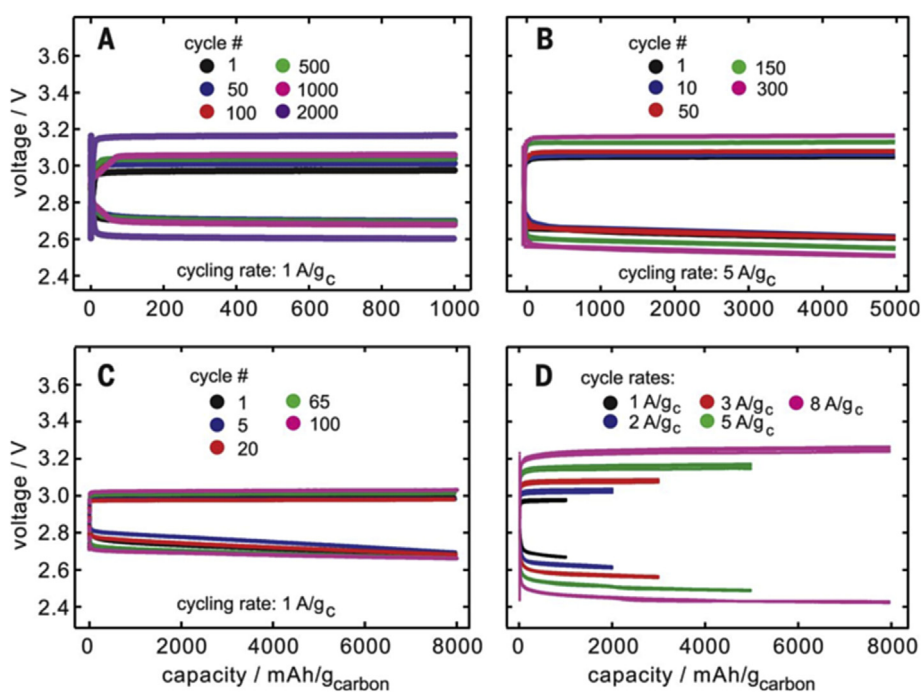 A
cycle #
1
50
100
500
1000
2000
cycling rate: 1 A/gc
3.6
3.2
3.0
2.8
2.6
2.4
voltage / V
0 200 400 600 800 1000
B
cycle #
1
10
50
150
300
cycling rate: 5 A/gc
0 1000 2000 3000 4000 5000
C
cycle #
1
5
20
65
100
cycling rate: 1 A/gc
3.6
3.2
3.0
2.8
2.6
2.4
voltage / V
0 2000 4000 6000 8000
capacity / mAh/gcarbon
D
cycle rates:
1 A/gc 3 A/gc 8 A/gc
2 A/gc 5 A/gc
0 2000 4000 6000 8000
capacity / mAh/gcarbon